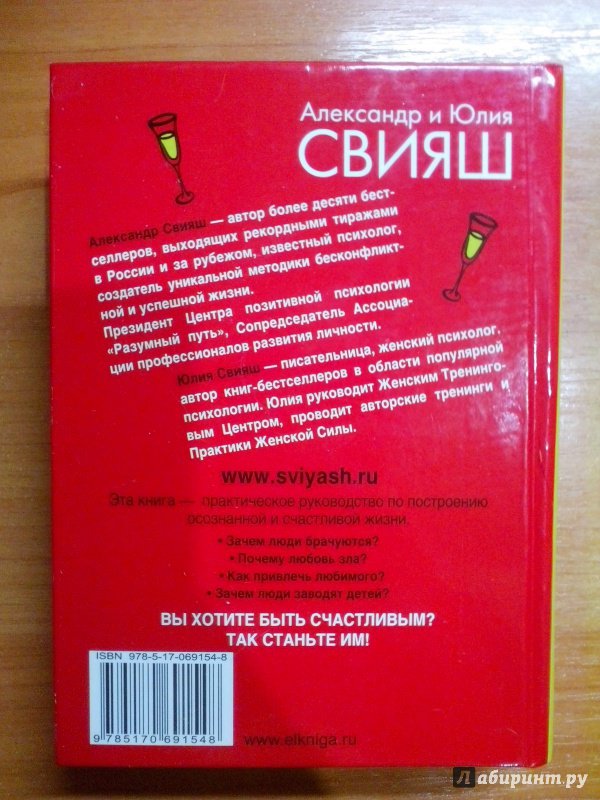 Александр и Юлия
СВИЯШ
Александр Свияш — автор более десяти бест-
селлеров, выходящих рекордными тиражами
в России и за рубежом, известный психолог,
создатель уникальной методики бесконфликт-
ной и успешной жизни.
Президент Центра позитивной психологии
«Разумный путь», Сопредседатель Ассоциа-
ции профессионалов развития личности.
Юлия Свияш — писательница, женский психолог,
автор книг-бестселлеров в области популярной
психологии. Юлия руководит Женским Тренинго-
вым Центром, проводит авторские тренинги и
Практики Женской Силы.
www.sviyash.ru
Эта книга — практическое руководство по построению
осознанной и счастливой жизни.
• Зачем люди брачуются?
• Почему любовь зла?
• Как привлечь любимого?
• Зачем люди заводят детей?
ВЫ ХОТИТЕ БЫТЬ СЧАСТЛИВЫМ?
ТАК СТАНЬТЕ ИМ!
ISBN 978-5-17-069154-8
9 785170 691548
www.elkniga.ru
Лабиринт.ру